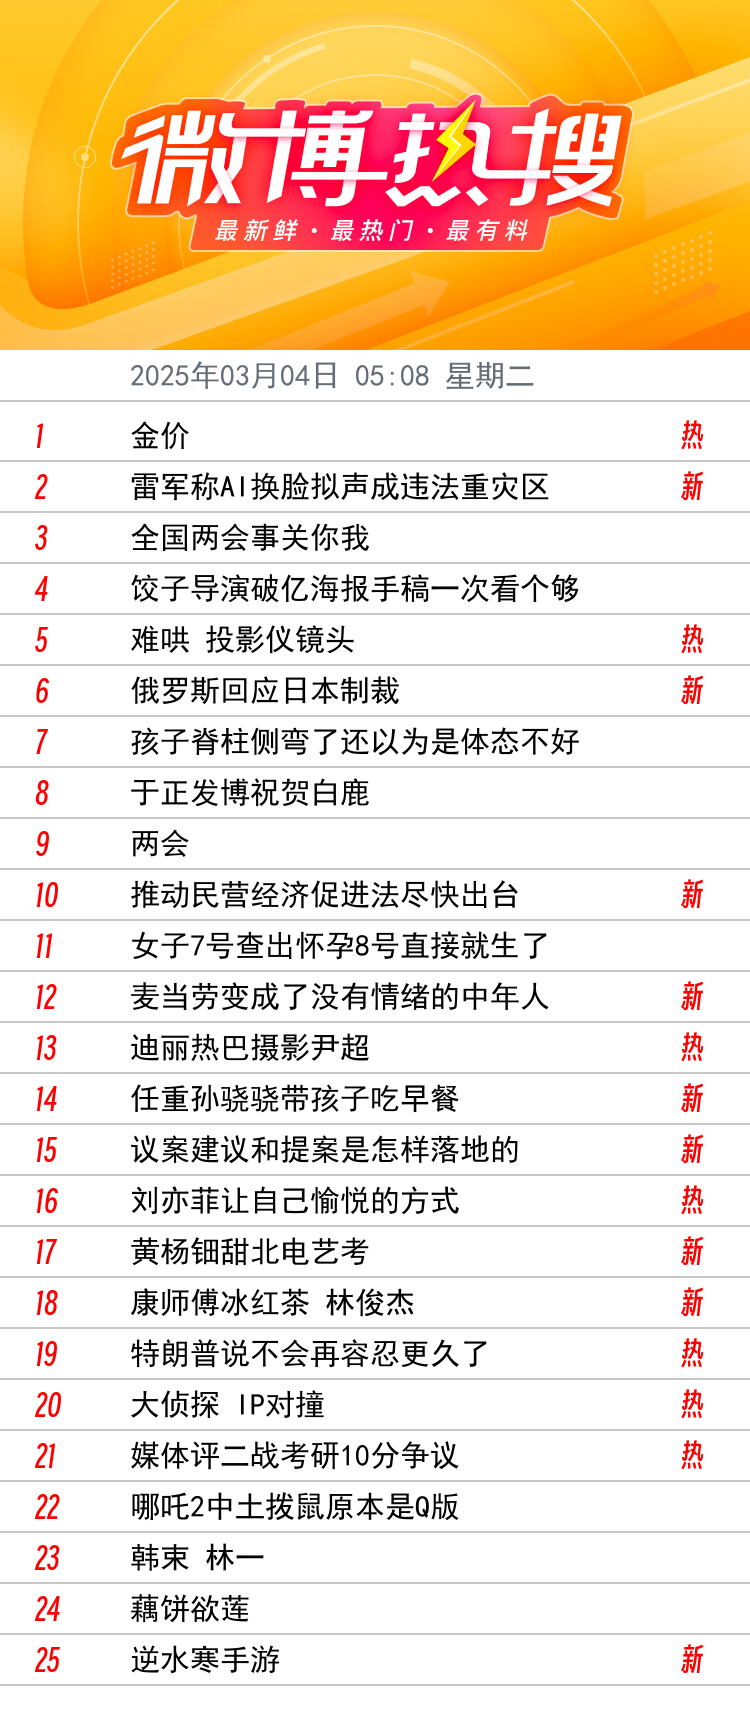 微博热搜
最新鲜·最热门·最有料
2025年03月04日 05:08 星期二
1 金价 热
2 雷军称AI换脸拟声成违法重灾区 新
3 全国两会事关你我
4 饺子导演破亿海报手稿一次看个够
5 难哄 投影仪镜头 热
6 俄罗斯回应日本制裁 新
7 孩子脊柱侧弯了还以为是体态不好
8 于正发博祝贺白鹿
9 两会
10 推动民营经济促进法尽快出台 新
11 女子7号查出怀孕8号直接就生了
12 麦当劳变成了没有情绪的中年人 新
13 迪丽热巴摄影尹超 热
14 任重孙骁骁带孩子吃早餐 新
15 议案建议和提案是怎样落地的 新
16 刘亦菲让自己愉悦的方式 热
17 黄杨钿甜北电艺考 新
18 康师傅冰红茶 林俊杰 新
19 特朗普说不会再容忍更久了 热
20 大侦探 IP对撞 热
21 媒体评二战考研10分争议 热
22 哪吒2中土拨鼠原本是Q版
23 韩束 林一
24 藕饼欲莲
25 逆水寒手游 新